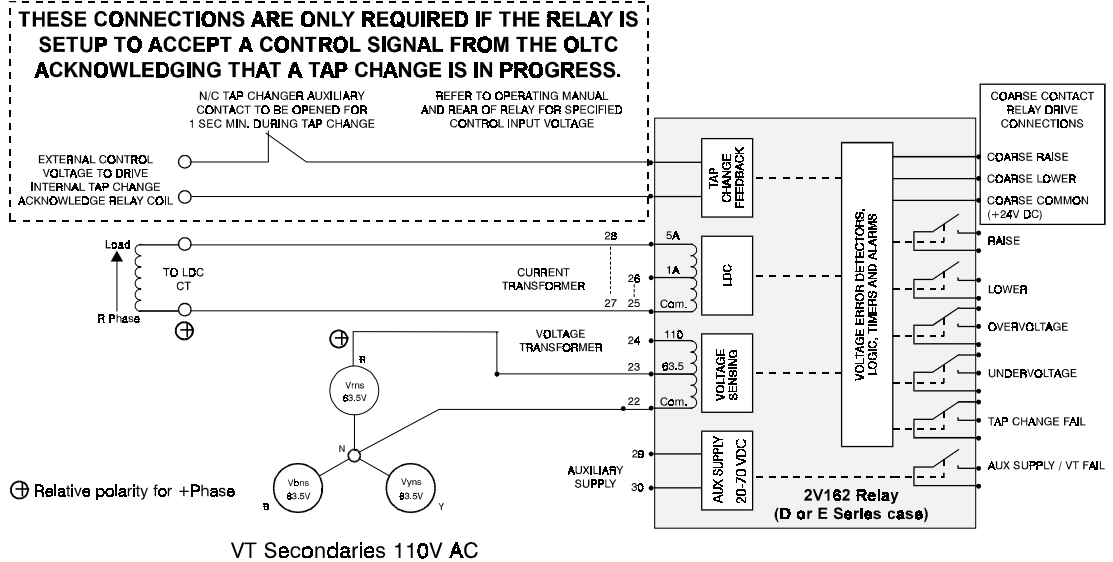 THESE CONNECTIONS ARE ONLY REQUIRED IF THE RELAY IS
SETUP TO ACCEPT A CONTROL SIGNAL FROM THE OLTC
ACKNOWLEDGING THAT A TAP CHANGE IS IN PROGRESS.
N/C TAP CHANGER AUXILIARY
CONTACT TO BE OPENED FOR
1 SEC MIN. DURING TAP CHANGE
REFER TO OPERATING MANUAL
AND REAR OF RELAY FOR SPECIFIED
CONTROL INPUT VOLTAGE
EXTERNAL CONTROL
VOLTAGE TO DRIVE
INTERNAL TAP CHANGE
ACKNOWLEDGE RELAY COIL
TAP
CHANGE
FEEDBACK
VOLTAGE ERROR DETECTORS,
LOGIC, TIMERS AND ALARMS
COARSE CONTACT
RELAY DRIVE
CONNECTIONS
COARSE RAISE
COARSE LOWER
COARSE COMMON
(+24V DC)
RAISE
LOWER
OVERVOLTAGE
UNDERVOLTAGE
TAP CHANGE FAIL
AUX SUPPLY / VT FAIL
Load
TO LDC
CT
R Phase
CURRENT
TRANSFORMER
28
5A
26
1A
27
25
Com.
LDC
VOLTAGE
TRANSFORMER
24
110
23
63.5
22
Com.
VOLTAGE
SENSING
R
Vrns
63.5V
N
Vbns
63.5V
B
Vyns
63.5V
Y
AUXILIARY
SUPPLY
29
30
AUX SUPPLY
20-70 VDC
2V162 Relay
(D or E Series case)
Relative polarity for +Phase
VT Secondaries 110V AC